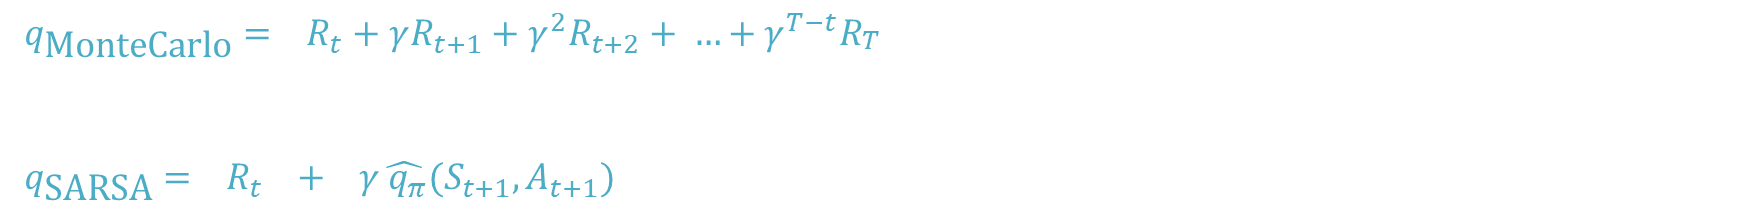 q_MonteCarlo = R_t + γR_{t+1} + γ^2 R_{t+2} + ... + γ^{T−t} R_T
q_SARSA = R_t + γ \widehat{q_π}(S_{t+1}, A_{t+1})